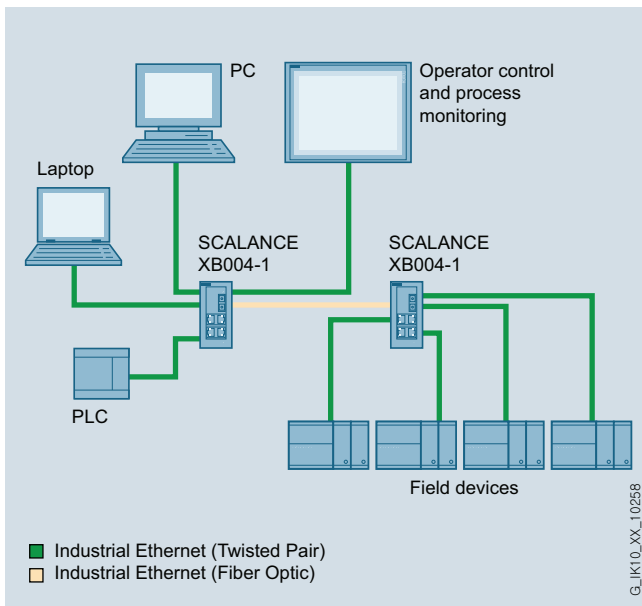 PC
Operator control
and process
monitoring
Laptop
SCALANCE
XB004-1
SCALANCE
XB004-1
PLC
Field devices
Industrial Ethernet (Twisted Pair)
Industrial Ethernet (Fiber Optic)
G_IK10_XX_10258